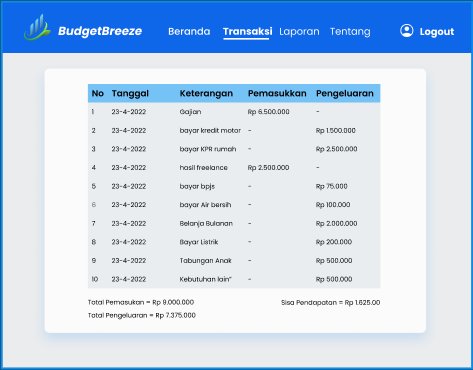 BudgetBreeze Beranda Transaksi Laporan Tentang Logout
No Tanggal Keterangan Pemasukkan Pengeluaran
1 23-4-2022 Gajian Rp 6.500.000 -
2 23-4-2022 bayar kredit motor - Rp 1.500.000
3 23-4-2022 bayar KPR rumah - Rp 2.500.000
4 23-4-2022 hasil freelance Rp 2.500.000 -
5 23-4-2022 bayar bpjs - Rp 75.000
6 23-4-2022 bayar Air bersih - Rp 100.000
7 23-4-2022 Belanja Bulanan - Rp 2.000.000
8 23-4-2022 Bayar Listrik - Rp 200.000
9 23-4-2022 Tabungan Anak - Rp 500.000
10 23-4-2022 Kebutuhan lain" - Rp 500.000
Total Pemasukan = Rp 9.000.000 Sisa Pendapatan = Rp 1.625.00
Total Pengeluaran = Rp 7.375.000